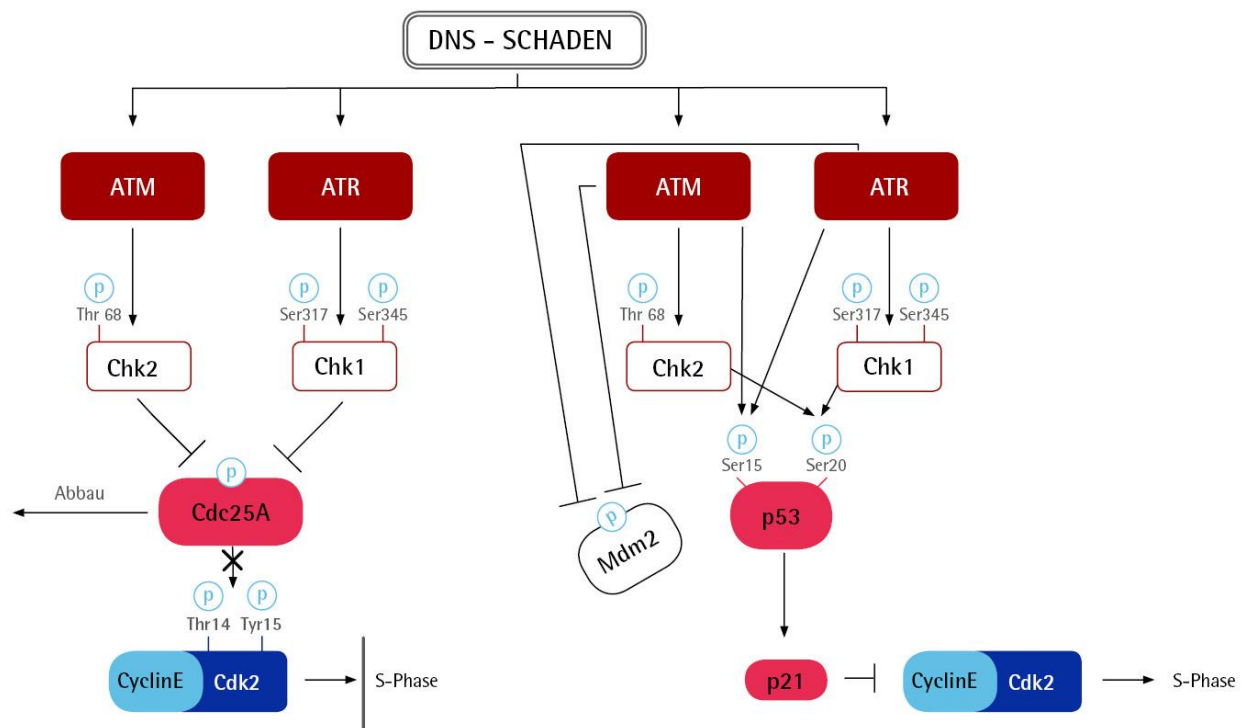 DNS - SCHADEN
ATM
ATR
ATM
ATR
p
p
p
p
p
p
Thr 68
Ser317
Ser345
Thr 68
Ser317
Ser345
Chk2
Chk1
Chk2
Chk1
p
p
Ser15
Ser20
p
Abbau
Cdc25A
p
Mdm2
p53
p
p
Thr14
Tyr15
CyclinE
Cdk2
S-Phase
p21
CyclinE
Cdk2
S-Phase